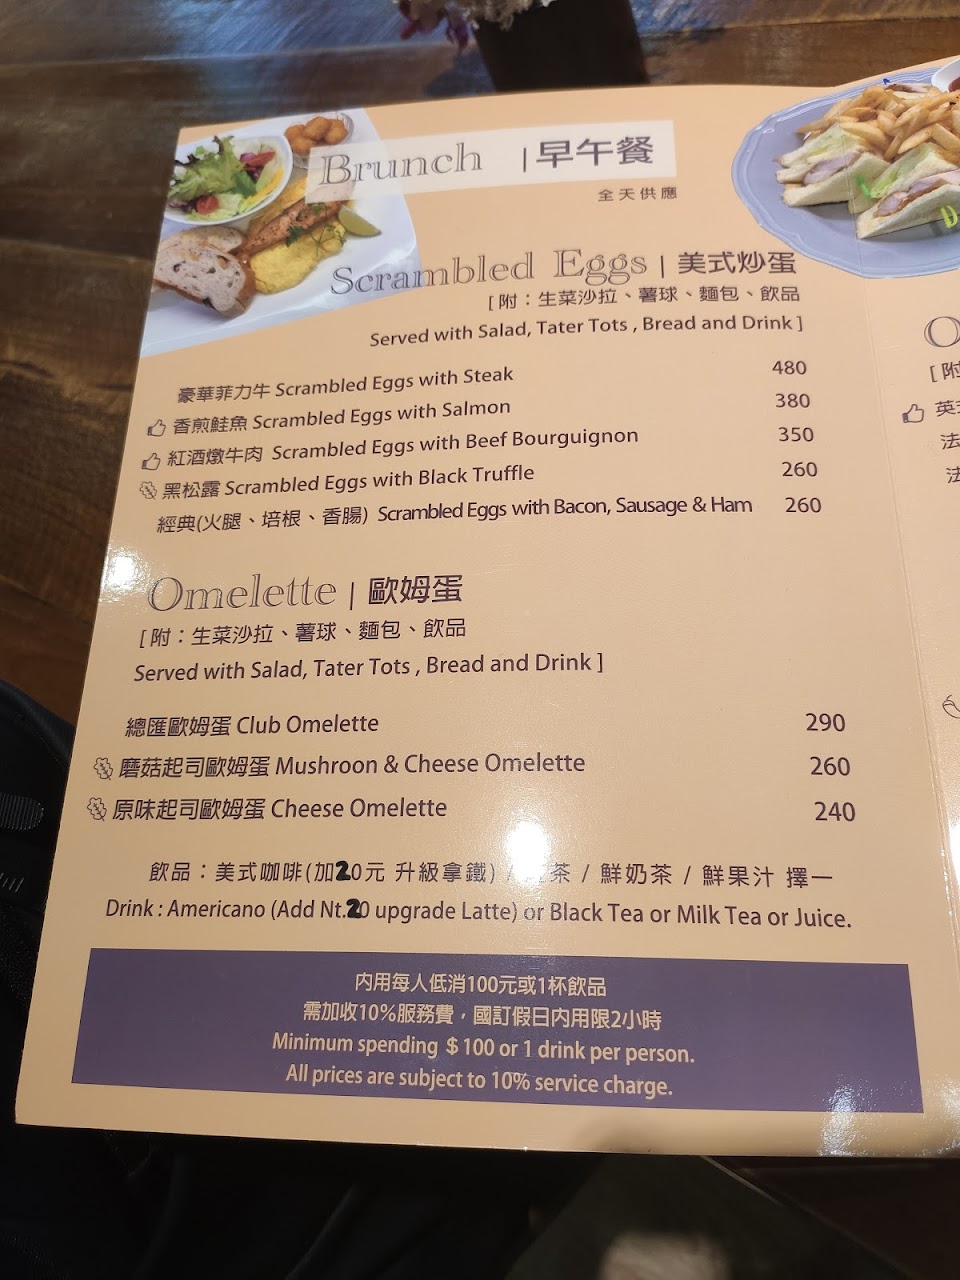 Brunch | 早午餐
全天供應
Scrambled Eggs | 美式炒蛋
[ 附：生菜沙拉、薯球、麵包、飲品
Served with Salad, Tater Tots , Bread and Drink ]
豪華菲力牛 Scrambled Eggs with Steak 480
香煎鮭魚 Scrambled Eggs with Salmon 380
紅酒燉牛肉 Scrambled Eggs with Beef Bourguignon 350
黑松露 Scrambled Eggs with Black Truffle 260
經典(火腿、培根、香腸) Scrambled Eggs with Bacon, Sausage & Ham 260
Omelette | 歐姆蛋
[ 附：生菜沙拉、薯球、麵包、飲品
Served with Salad, Tater Tots , Bread and Drink ]
總匯歐姆蛋 Club Omelette 290
磨菇起司歐姆蛋 Mushroon & Cheese Omelette 260
原味起司歐姆蛋 Cheese Omelette 240
飲品：美式咖啡(加20元 升級拿鐵) / 茶 / 鮮奶茶 / 鮮果汁 擇一
Drink : Americano (Add Nt.20 upgrade Latte) or Black Tea or Milk Tea or Juice.
內用每人低消100元或1杯飲品
需加收10%服務費，國訂假日內用限2小時
Minimum spending $100 or 1 drink per person.
All prices are subject to 10% service charge.
O
[ 附
英
法
法